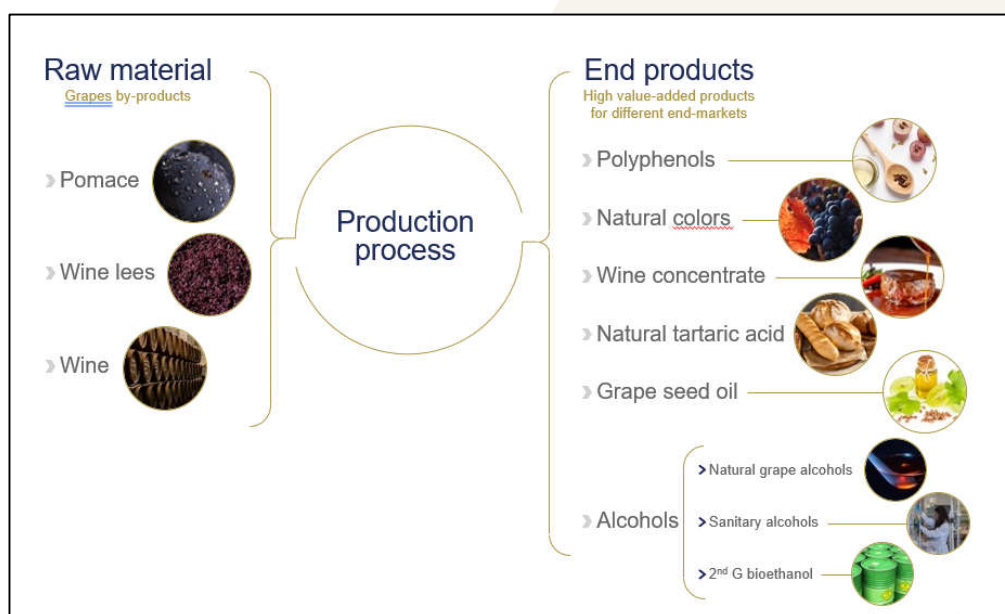 Raw material
Grapes by-products
Pomace
Wine lees
Wine
Production
process
End products
High value-added products
for different end-markets
Polyphenols
Natural colors
Wine concentrate
Natural tartaric acid
Grape seed oil
Alcohols
Natural grape alcohols
Sanitary alcohols
2nd G bioethanol